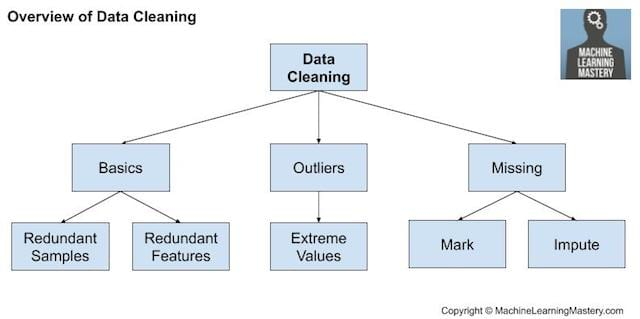 Overview of Data Cleaning
MACHINE
LEARNING
MASTERY
Data
Cleaning
Basics
Outliers
Missing
Redundant
Samples
Redundant
Features
Extreme
Values
Mark
Impute
Copyright © MachineLearningMastery.com